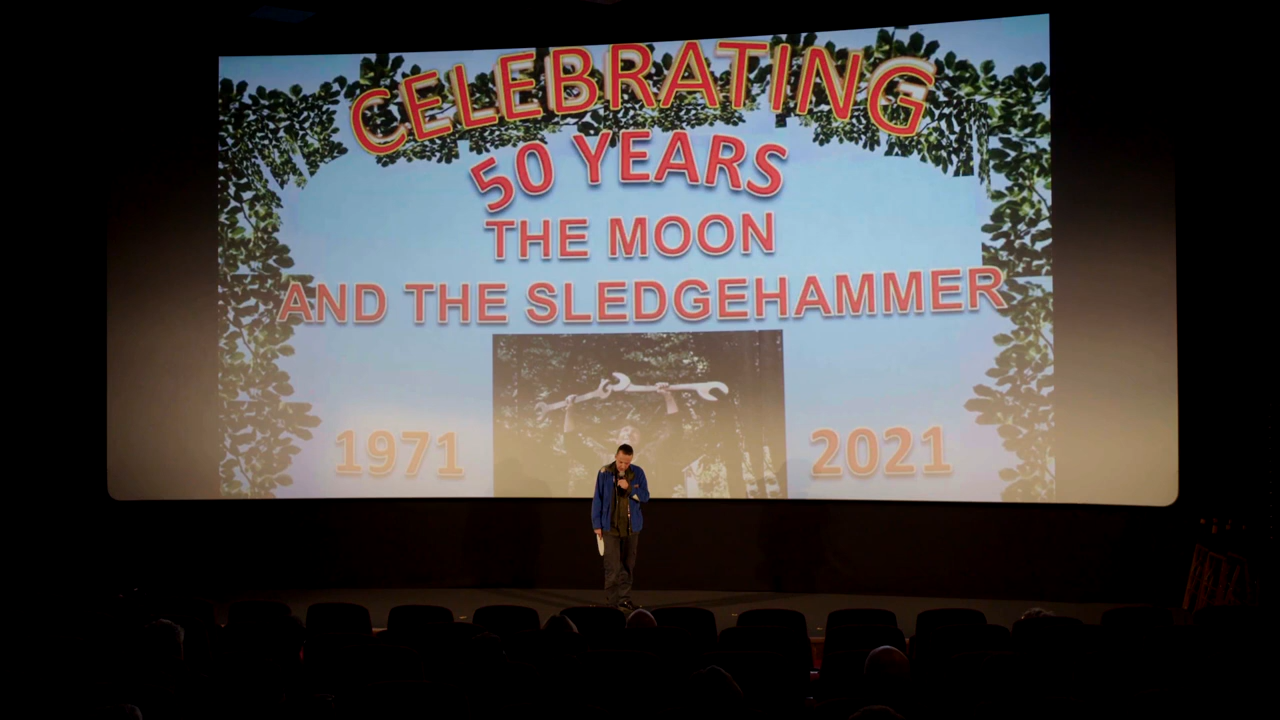 CELEBRATING
50 YEARS
THE MOON
AND THE SLEDGEHAMMER
1971
2021